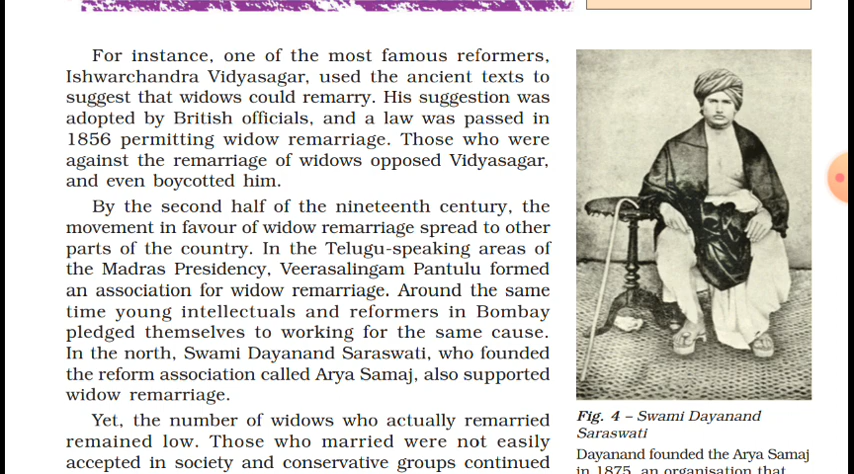 For instance, one of the most famous reformers,
Ishwarchandra Vidyasagar, used the ancient texts to
suggest that widows could remarry. His suggestion was
adopted by British officials, and a law was passed in
1856 permitting widow remarriage. Those who were
against the remarriage of widows opposed Vidyasagar,
and even boycotted him.
By the second half of the nineteenth century, the
movement in favour of widow remarriage spread to other
parts of the country. In the Telugu-speaking areas of
the Madras Presidency, Veerasalingam Pantulu formed
an association for widow remarriage. Around the same
time young intellectuals and reformers in Bombay
pledged themselves to working for the same cause.
In the north, Swami Dayanand Saraswati, who founded
the reform association called Arya Samaj, also supported
widow remarriage.
Yet, the number of widows who actually remarried
remained low. Those who married were not easily
accepted in society and conservative groups continued
Fig. 4 – Swami Dayanand
Saraswati
Dayanand founded the Arya Samaj
in 1875, an organisation that